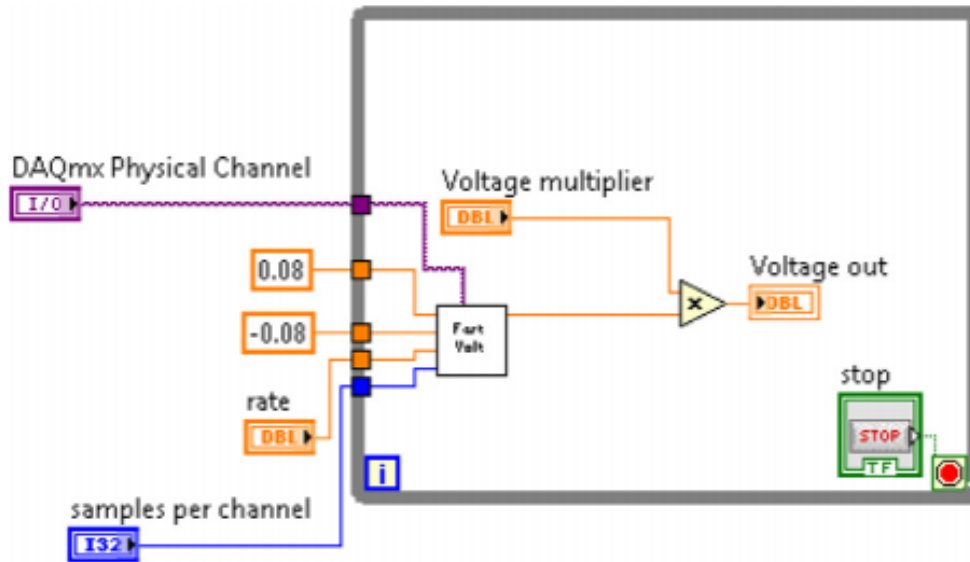 DAQmx Physical Channel
I/O
Voltage multiplier
DBL
0.08
Voltage out
DBL
×
-0.08
Fart
Volt
rate
DBL
stop
STOP
TF
i
samples per channel
I32